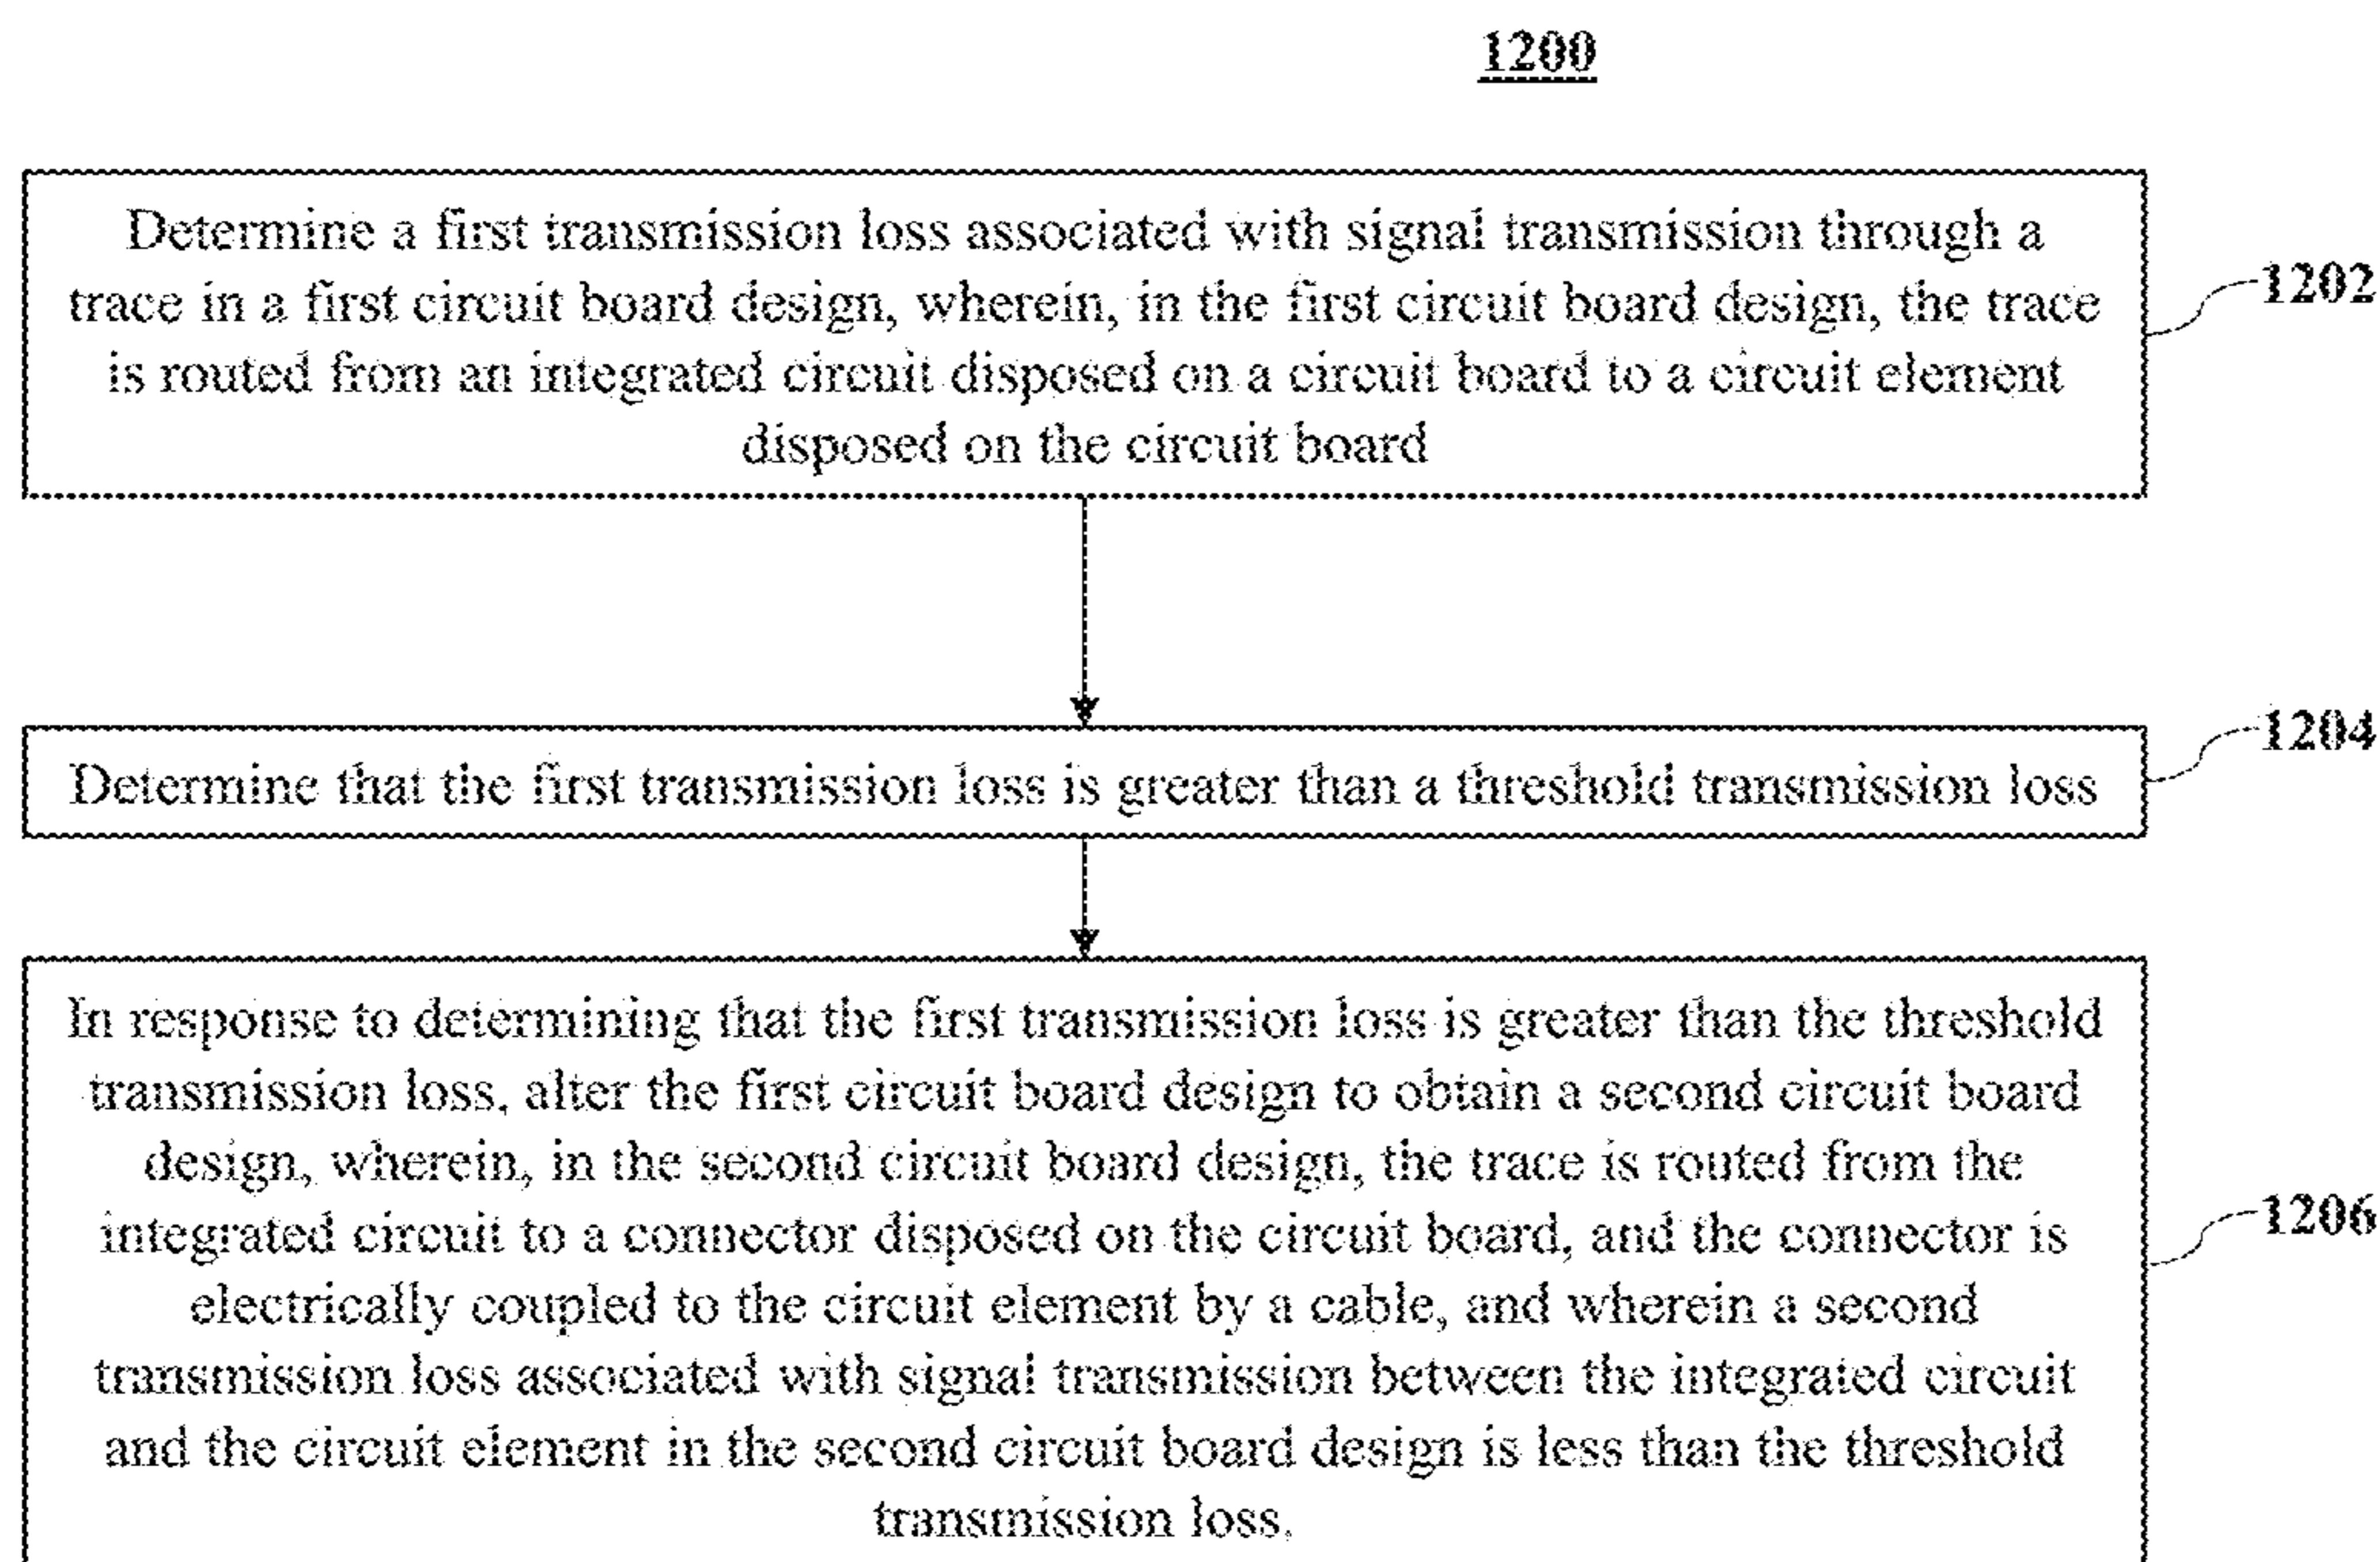 1200
Determine a first transmission loss associated with signal transmission through a
trace in a first circuit board design, wherein, in the first circuit board design, the trace
is routed from an integrated circuit disposed on a circuit board to a circuit element
disposed on the circuit board
1202
Determine that the first transmission loss is greater than a threshold transmission loss
1204
In response to determining that the first transmission loss is greater than the threshold
transmission loss, alter the first circuit board design to obtain a second circuit board
design, wherein, in the second circuit board design, the trace is routed from the
integrated circuit to a connector disposed on the circuit board, and the connector is
electrically coupled to the circuit element by a cable, and wherein a second
transmission loss associated with signal transmission between the integrated circuit
and the circuit element in the second circuit board design is less than the threshold
transmission loss.
1206